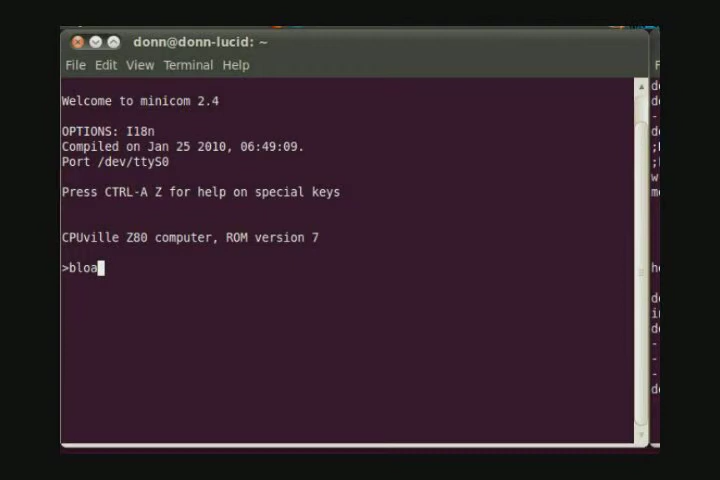 donn@donn-lucid: ~
File Edit View Terminal Help
Welcome to minicom 2.4
OPTIONS: I18n
Compiled on Jan 25 2010, 06:49:09.
Port /dev/ttyS0
Press CTRL-A Z for help on special keys
CPUville Z80 computer, ROM version 7
>bloa